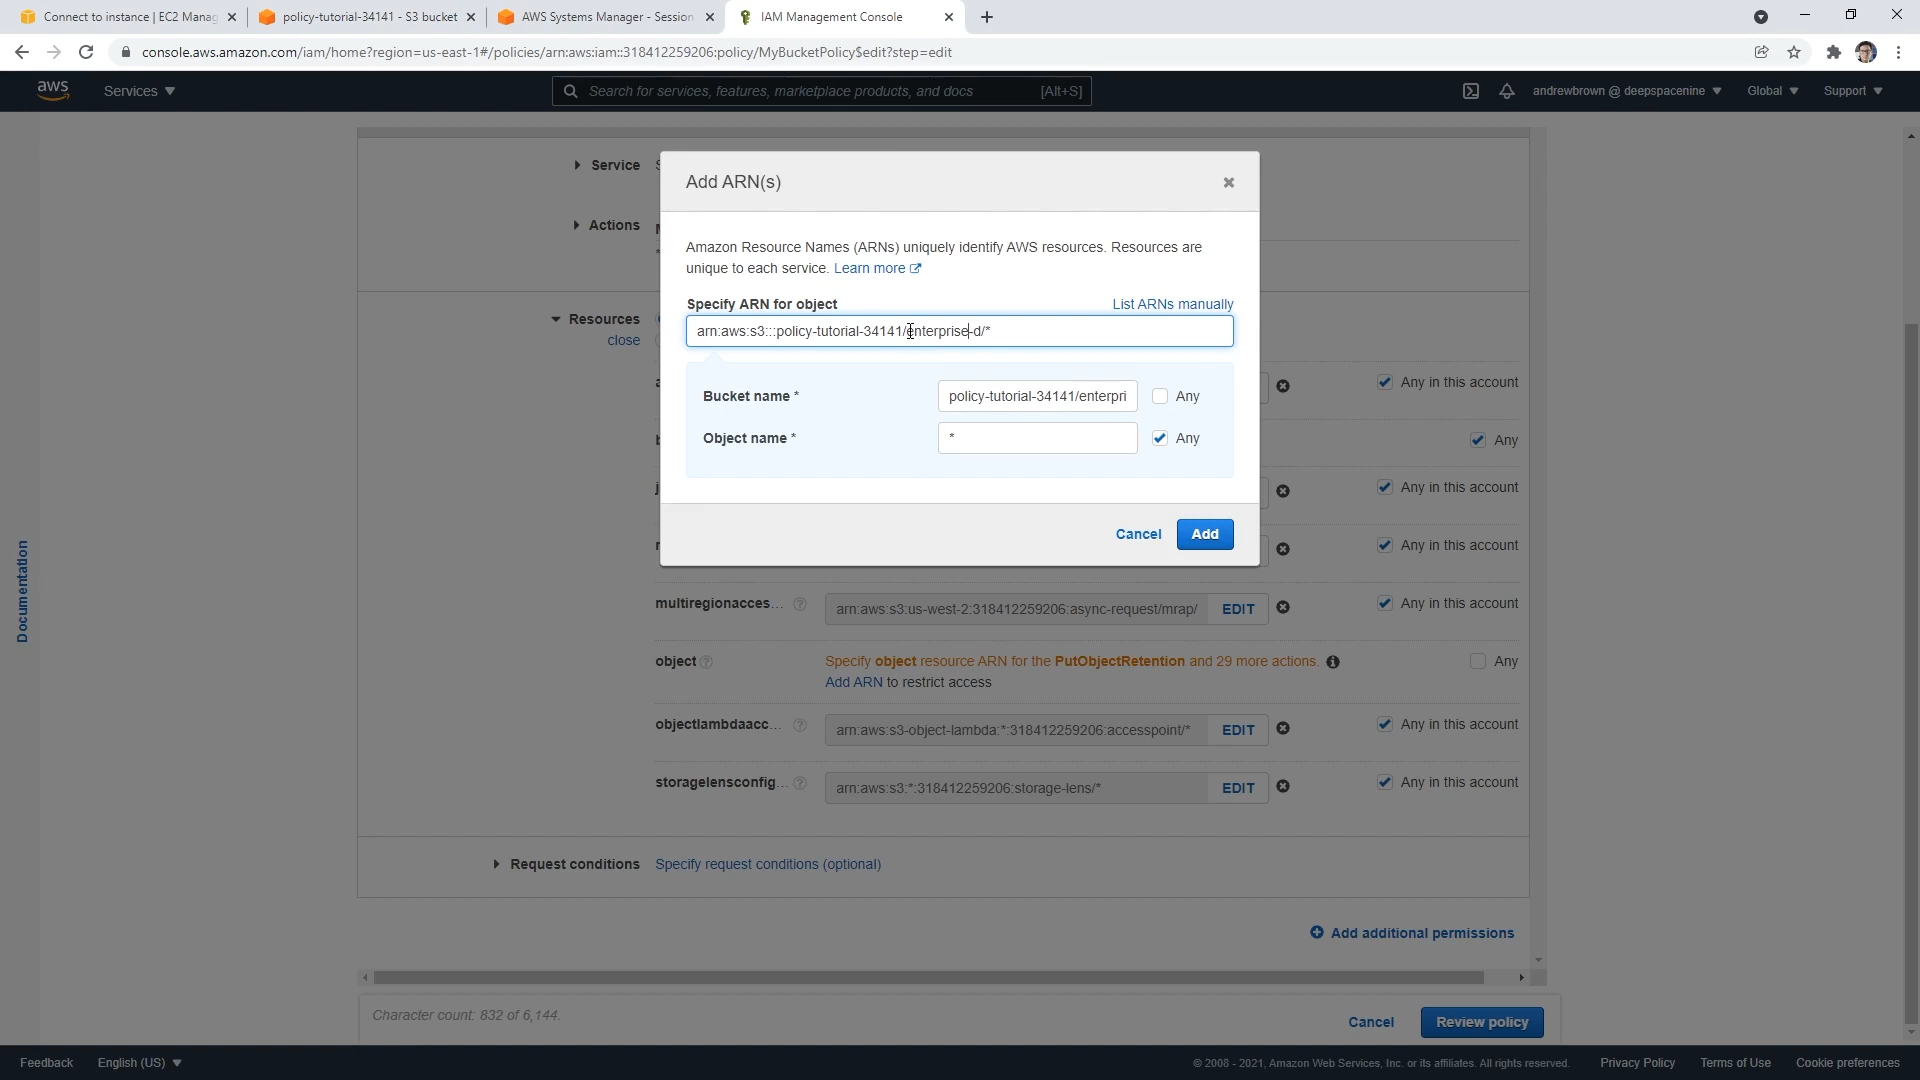 Connect to instance | EC2 Manag
policy-tutorial-34141 - S3 bucket
AWS Systems Manager - Session
IAM Management Console
console.aws.amazon.com/iam/home?region=us-east-1#/policies/arn:aws:iam::318412259206:policy/MyBucketPolicy$edit?step=edit
aws
Services
Search for services, features, marketplace products, and docs
[Alt+S]
andrewbrown @ deepspacenine
Global
Support
Service
Actions
Add ARN(s)
Amazon Resource Names (ARNs) uniquely identify AWS resources. Resources are
unique to each service. Learn more
Specify ARN for object
List ARNs manually
arn:aws:s3:::policy-tutorial-34141/enterprise-d/*
Bucket name *
policy-tutorial-34141/enterpri
Any
Object name *
*
Any
Cancel
Add
Resources
close
Any in this account
Any
Any in this account
Any in this account
multiregionacces...
arn:aws:s3:us-west-2:318412259206:async-request/mrap/
EDIT
Any in this account
object
Specify object resource ARN for the PutObjectRetention and 29 more actions.
Any
Add ARN to restrict access
objectlambdaacc...
arn:aws:s3-object-lambda:*:318412259206:accesspoint/*
EDIT
Any in this account
storagelensconfig...
arn:aws:s3:*:318412259206:storage-lens/*
EDIT
Any in this account
Request conditions
Specify request conditions (optional)
Add additional permissions
Documentation
Character count: 832 of 6,144.
Cancel
Review policy
Feedback
English (US)
© 2008 - 2021, Amazon Web Services, Inc. or its affiliates. All rights reserved.
Privacy Policy
Terms of Use
Cookie preferences